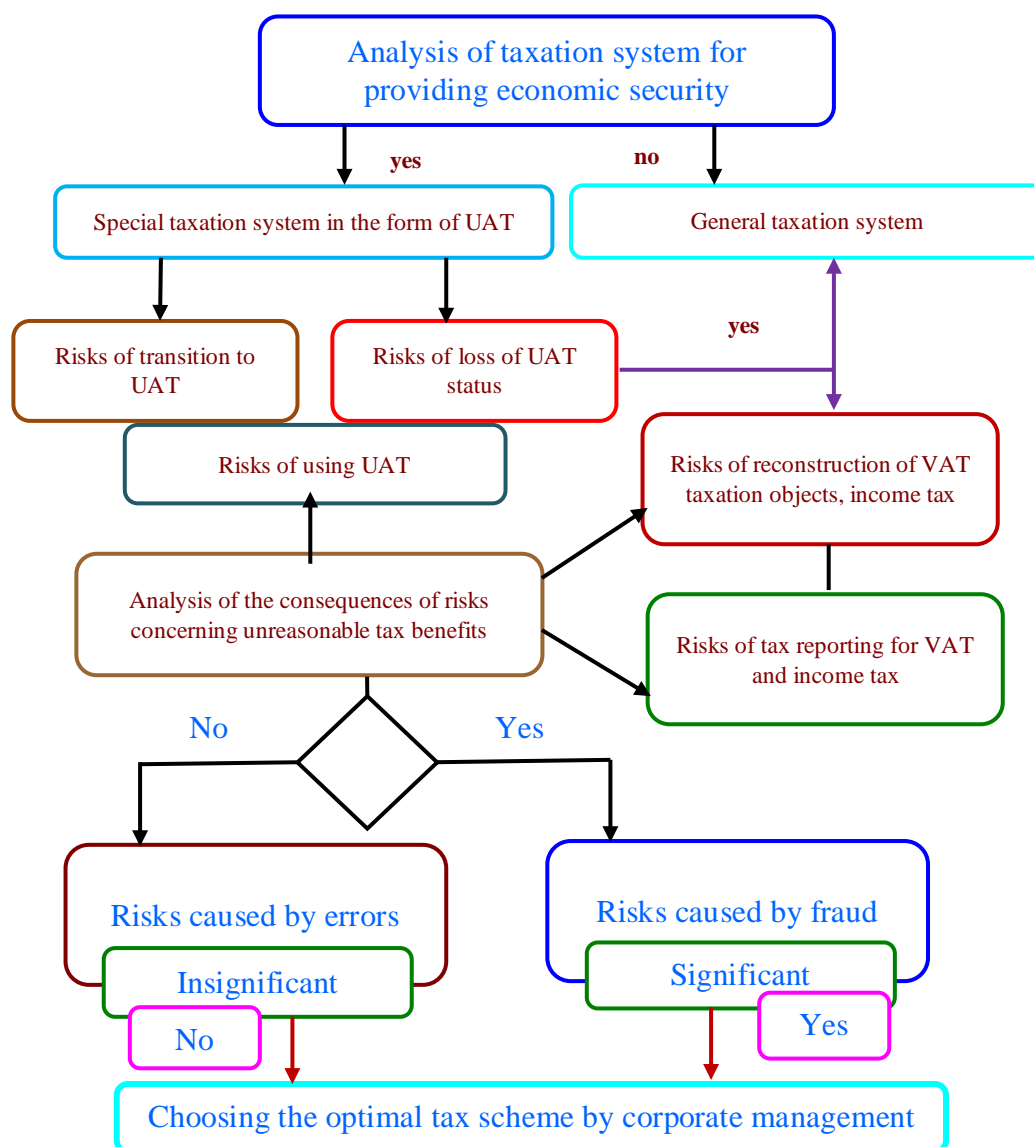 Analysis of taxation system for
providing economic security
yes
no
Special taxation system in the form of UAT
General taxation system
Risks of transition to
UAT
Risks of loss of UAT
status
yes
Risks of using UAT
Risks of reconstruction of VAT
taxation objects, income tax
Analysis of the consequences of risks
concerning unreasonable tax benefits
Risks of tax reporting for VAT
and income tax
No
Yes
Risks caused by errors
Insignificant
No
Risks caused by fraud
Significant
Yes
Choosing the optimal tax scheme by corporate management